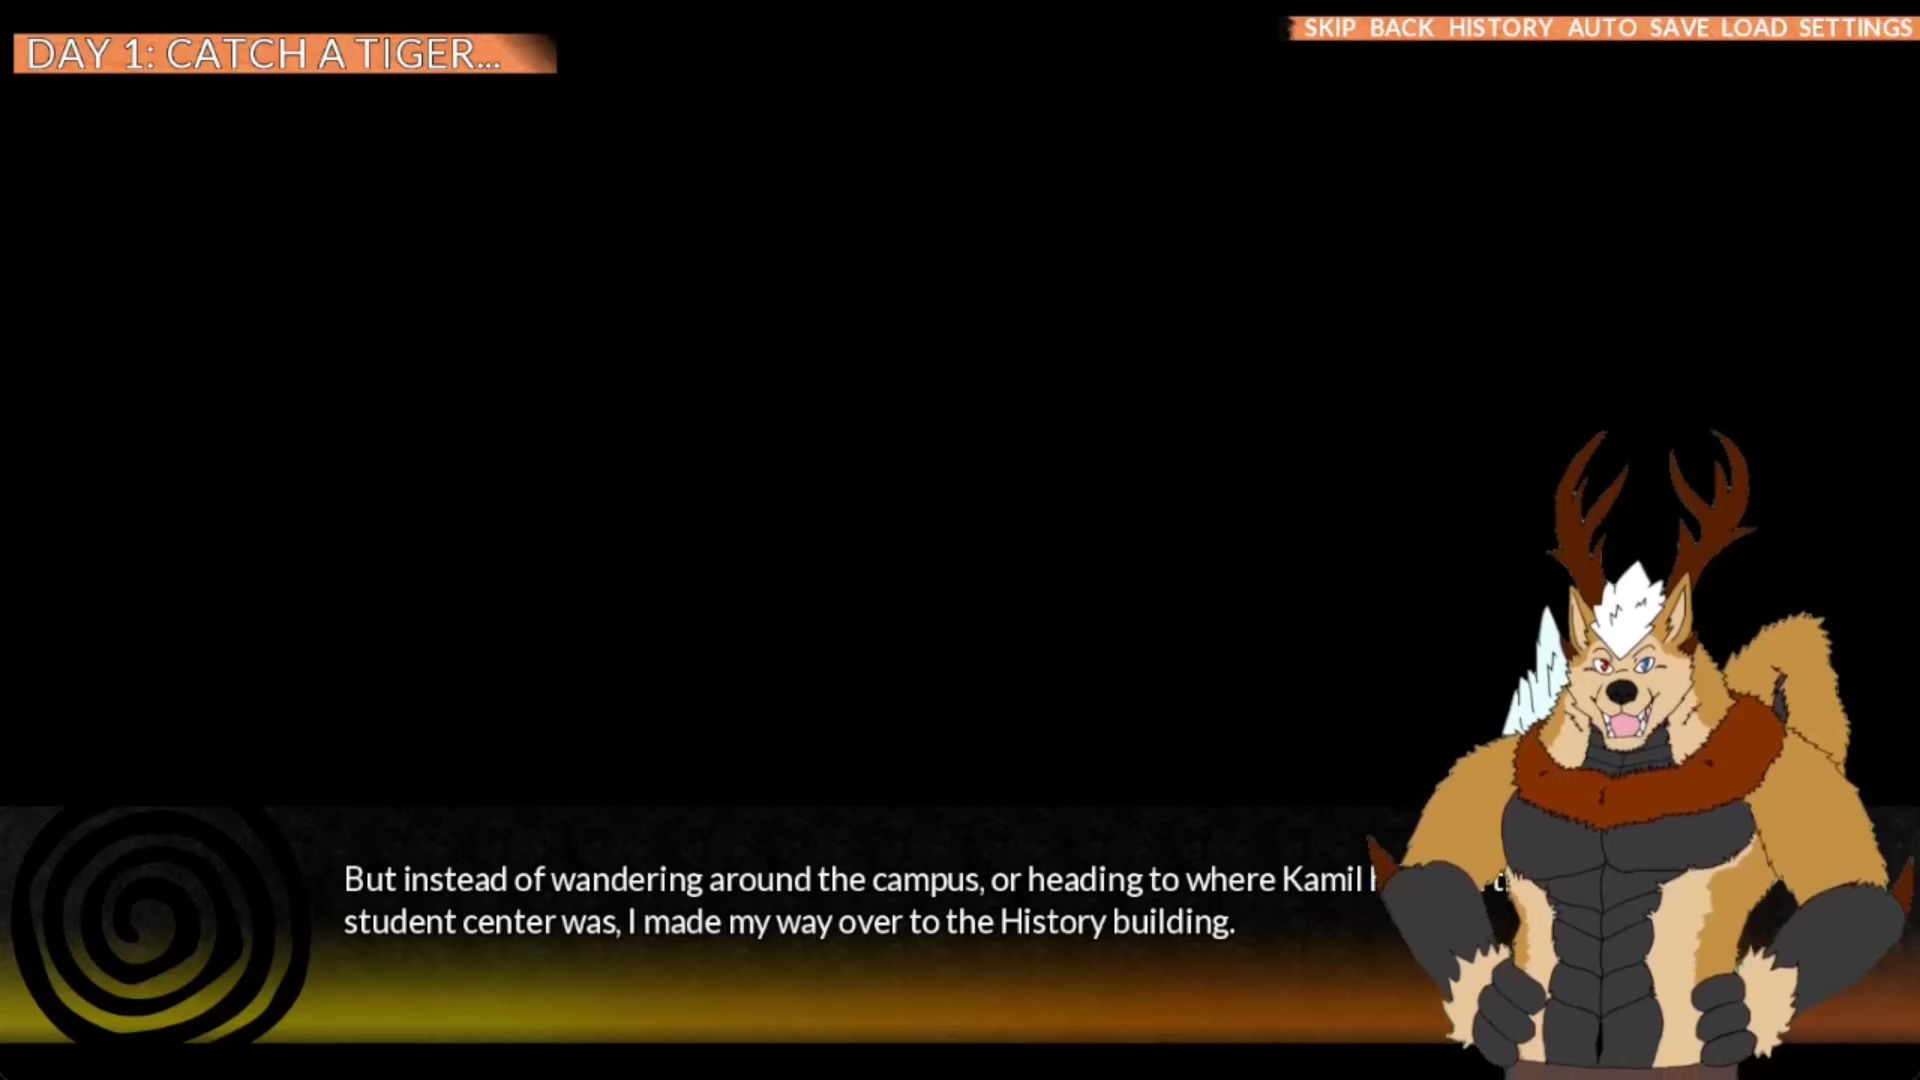 DAY 1: CATCH A TIGER...
SKIP BACK HISTORY AUTO SAVE LOAD SETTINGS
But instead of wandering around the campus, or heading to where Kamil
student center was, I made my way over to the History building.